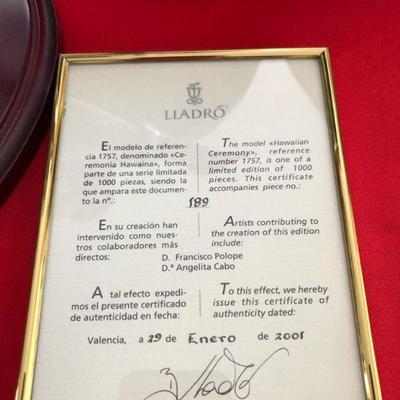 LLADRÓ
El modelo de referen-
cia 1757, denominado «Ce-
remonia Hawaina», forma
parte de una serie limitada
de 1000 piezas, siendo la
que ampara este documen-
to la n.º:
The model «Hawaiian
Ceremony», reference
number 1757, is one of a
limited edition of 1000
pieces. This certificate
accompanies piece no.:
189
En su creación han
intervenido como nues-
tros colaboradores más
directos:
Artists contributing to
the creation of this edition
include:
D. Francisco Polope
D.ª Angelita Cabo
A tal efecto expedi-
mos el presente certificado
de autenticidad en fecha:
To this effect, we hereby
issue this certificate of
authenticity dated:
Valencia, a 29 de Enero de 2001